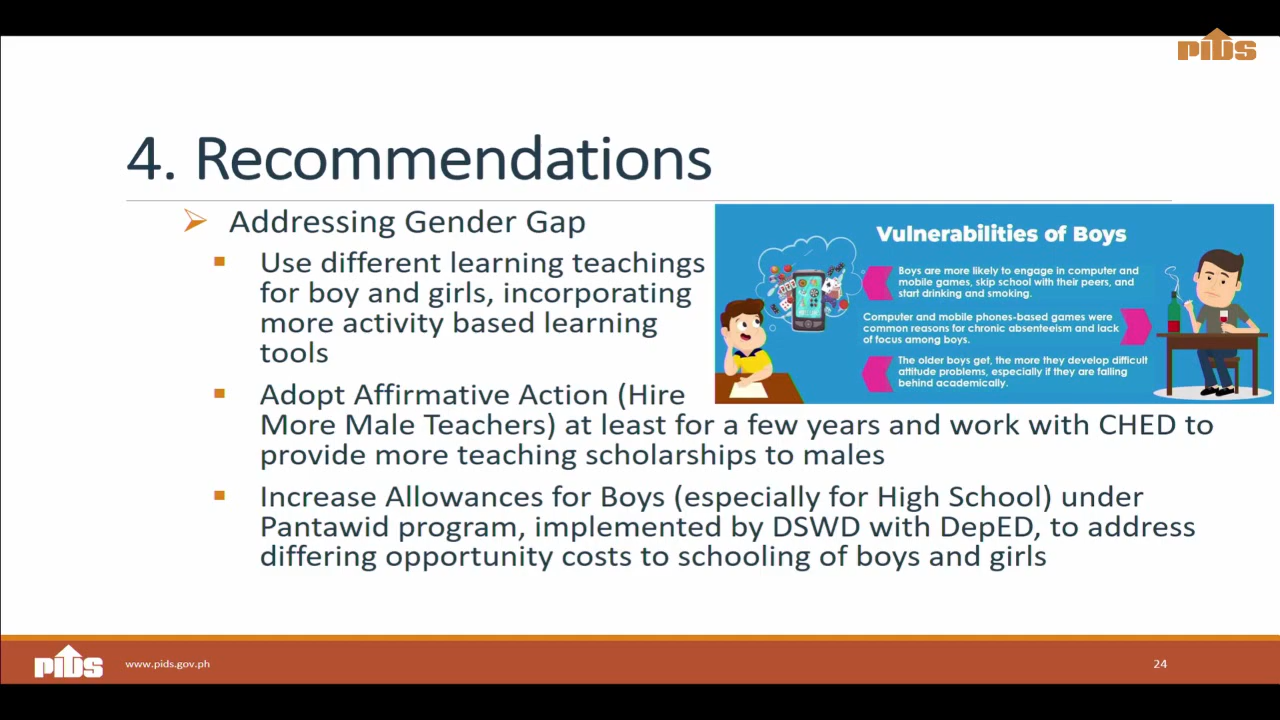 PIDS
4. Recommendations
Addressing Gender Gap
Use different learning teachings
for boy and girls, incorporating
more activity based learning
tools
Adopt Affirmative Action (Hire
More Male Teachers) at least for a few years and work with CHED to
provide more teaching scholarships to males
Increase Allowances for Boys (especially for High School) under
Pantawid program, implemented by DSWD with DepED, to address
differing opportunity costs to schooling of boys and girls
Vulnerabilities of Boys
Boys are more likely to engage in computer and
mobile games, skip school with their peers, and
start drinking and smoking.
Computer and mobile phones-based games were
common reasons for chronic absenteeism and lack
of focus among boys.
The older boys get, the more they develop difficult
attitude problems, especially if they are falling
behind academically.
PIDS
www.pids.gov.ph
24